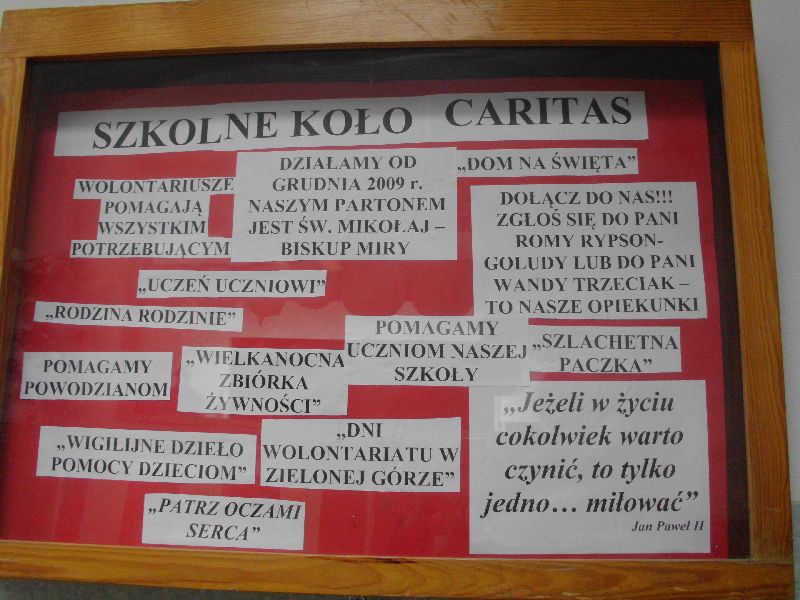 SZKOLNE KOŁO CARITAS
DZIAŁAMY OD
GRUDNIA 2009 r.
NASZYM PARTONEM
JEST ŚW. MIKOŁAJ –
BISKUP MIRY
„DOM NA ŚWIĘTA”
WOLONTARIUSZE
POMAGAJĄ
WSZYSTKIM
POTRZEBUJĄCYM
DOŁĄCZ DO NAS!!!
ZGŁOŚ SIĘ DO PANI
ROMY RYPSON-
GOLUDY LUB DO PANI
WANDY TRZECIAK –
TO NASZE OPIEKUNKI
„UCZEŃ UCZNIOWI”
„RODZINA RODZINIE”
POMAGAMY
UCZNIOM NASZEJ
SZKOŁY
„SZLACHETNA
PACZKA”
POMAGAMY
POWODZIANOM
„WIELKANOCNA
ZBIÓRKA
ŻYWNOŚCI”
„Jeżeli w życiu
cokolwiek warto
czynić, to tylko
jedno… miłować”
Jan Paweł II
„WIGILIJNE DZIEŁO
POMOCY DZIECIOM”
„DNI
WOLONTARIATU W
ZIELONEJ GÓRZE”
„PATRZ OCZAMI
SERCA”